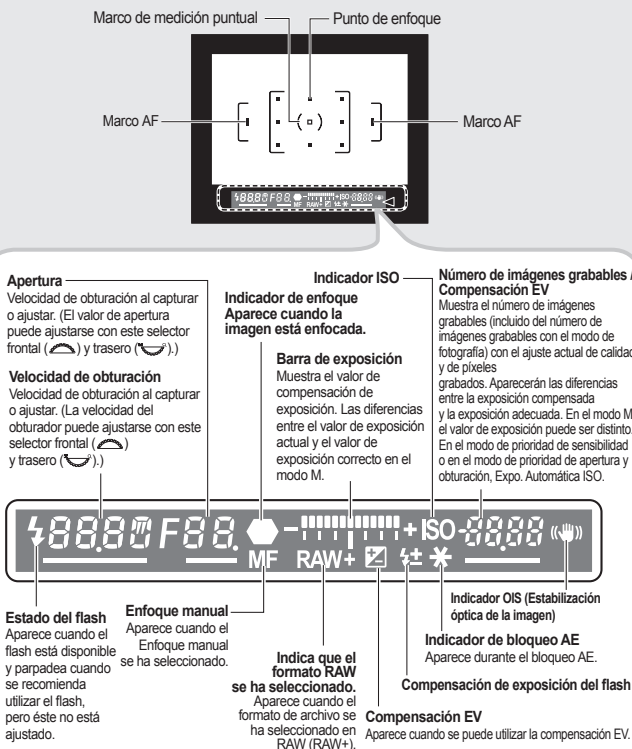 Marco de medición puntual
Punto de enfoque
Marco AF
Marco AF
Apertura
Velocidad de obturación al capturar
o ajustar. (El valor de apertura
puede ajustarse con este selector
frontal ( ) y trasero ( ).)
Velocidad de obturación
Velocidad de obturación al capturar
o ajustar. (La velocidad del
obturador puede ajustarse con este
selector frontal ( )
y trasero ( ).)
Indicador de enfoque
Aparece cuando la
imagen está enfocada.
Indicador ISO
Barra de exposición
Muestra el valor de
compensación de
exposición. Las diferencias
entre el valor de exposición
actual y el valor de
exposición correcto en el
modo M.
Número de imágenes grabables /
Compensación EV
Muestra el número de imágenes
grabables (incluido del número de
imágenes grabables con el modo de
fotografía) con el ajuste actual de calidad
y de píxeles
grabados. Aparecerán las diferencias
entre la exposición compensada
y la exposición adecuada. En el modo M,
el valor de exposición puede ser distinto.
En el modo de prioridad de sensibilidad
o en el modo de prioridad de apertura y
obturación, Expo. Automática ISO.
8888 F88. - + ISO -8888
MF RAW+
Estado del flash
Aparece cuando el
flash está disponible
y parpadea cuando
se recomienda
utilizar el flash,
pero éste no está
ajustado.
Enfoque manual
Aparece cuando el
Enfoque manual
se ha seleccionado.
Indica que el
formato RAW
se ha seleccionado.
Aparece cuando el
formato de archivo se
ha seleccionado en
RAW (RAW+).
Indicador OIS (Estabilización
óptica de la imagen)
Indicador de bloqueo AE
Aparece durante el bloqueo AE.
Compensación de exposición del flash
Compensación EV
Aparece cuando se puede utilizar la compensación EV.